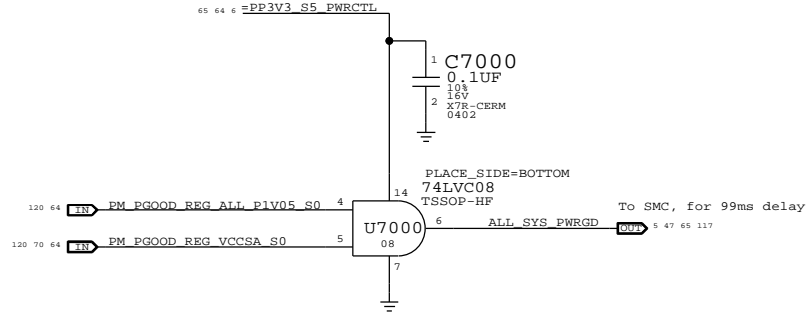 65 64 6 =PP3V3_S5_PWRCTL
1 C7000
0.1UF
10%
16V
2 X7R-CERM
0402
PLACE_SIDE=BOTTOM
14 74LVC08
TSSOP-HF
120 64 IN PM_PGOOD_REG_ALL_P1V05_S0 4
To SMC, for 99ms delay
U7000 6 ALL_SYS_PWRGD OUT 5 47 65 117
120 70 64 IN PM_PGOOD_REG_VCCSA_S0 5
08
7